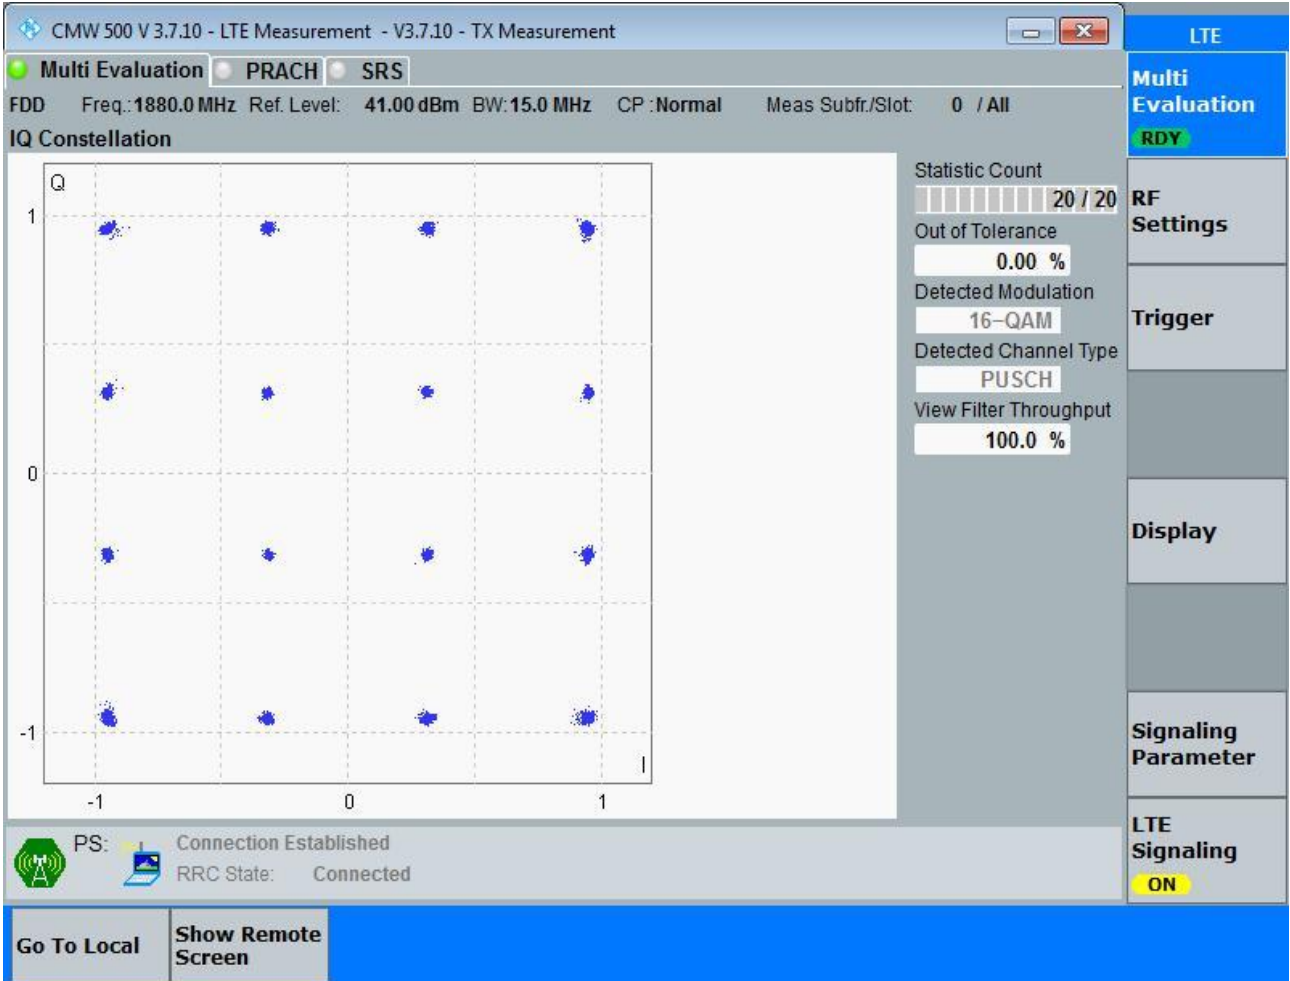 CMW 500 V 3.7.10 - LTE Measurement - V3.7.10 - TX Measurement
LTE
Multi Evaluation PRACH SRS
FDD Freq.:1880.0 MHz Ref. Level: 41.00 dBm BW:15.0 MHz CP :Normal Meas Subfr./Slot: 0 / All
IQ Constellation
Q
1
0
-1
-1 0 1
I
Statistic Count
20 / 20
Out of Tolerance
0.00 %
Detected Modulation
16-QAM
Detected Channel Type
PUSCH
View Filter Throughput
100.0 %
Multi
Evaluation
RDY
RF
Settings
Trigger
Display
Signaling
Parameter
LTE
Signaling
ON
PS: Connection Established
RRC State: Connected
Go To Local
Show Remote
Screen